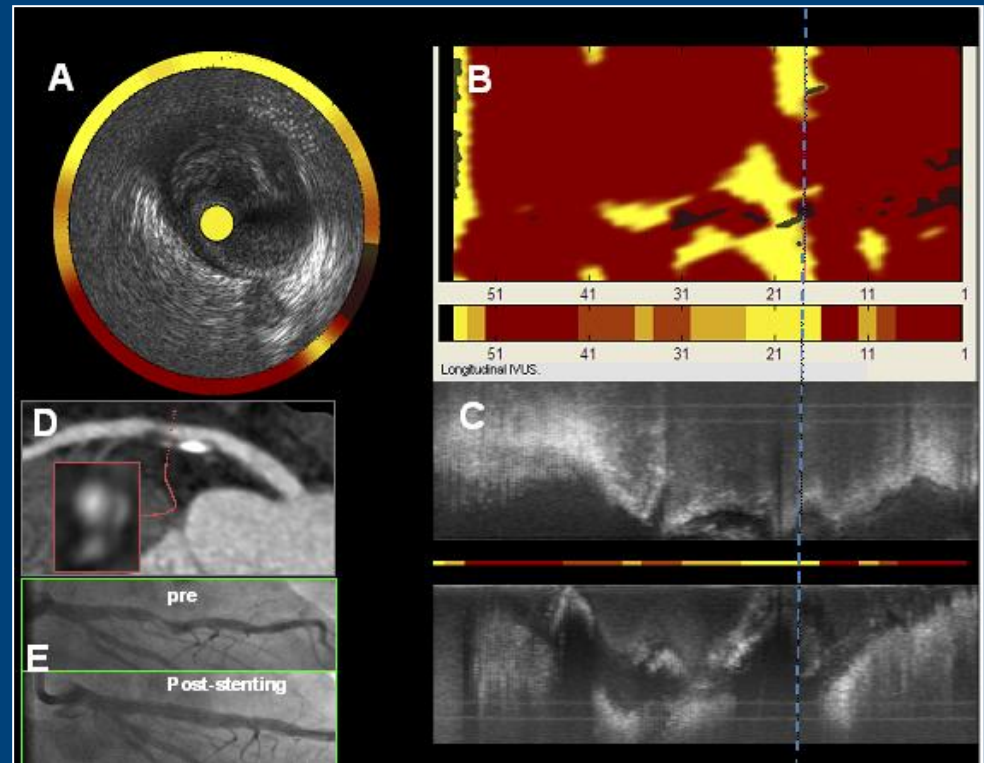 A
B
51 41 31 21 11 1
51 41 31 21 11 1
Longitudinal IVUS.
C
D
pre
E
Post-stenting